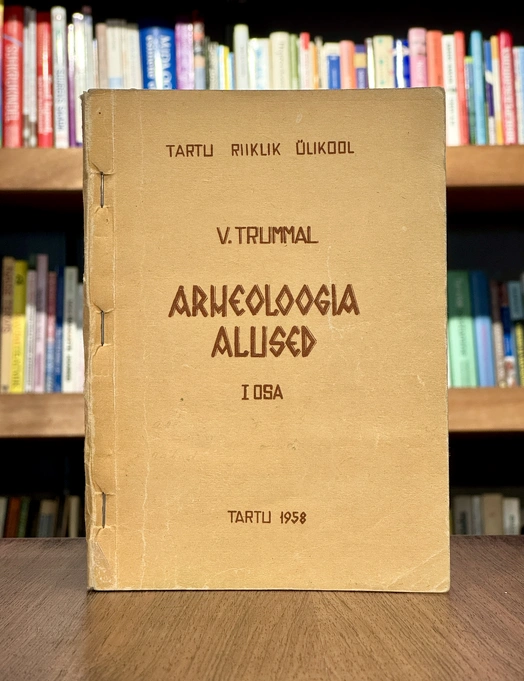 TARTU RIIKLIK ÜLIKOOL
V. TRUMMAL
ARHEOLOOGIA
ALUSED
I OSA
TARTU 1958